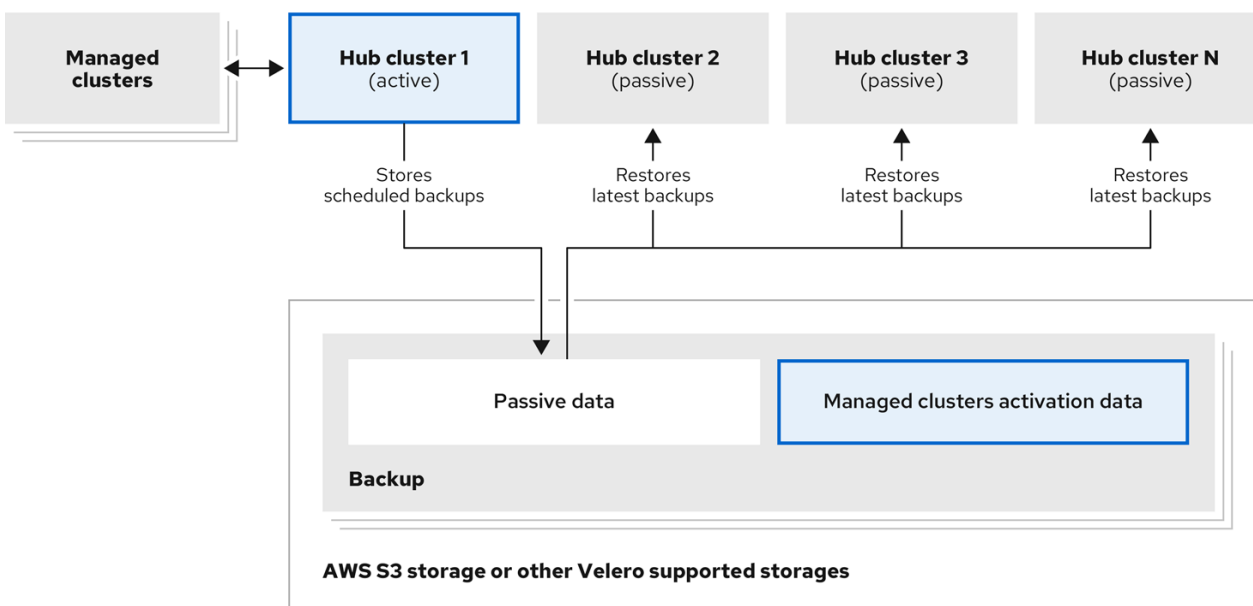 Managed
clusters
Hub cluster 1
(active)
Hub cluster 2
(passive)
Hub cluster 3
(passive)
Hub cluster N
(passive)
Stores
scheduled backups
Restores
latest backups
Restores
latest backups
Restores
latest backups
Passive data
Managed clusters activation data
Backup
AWS S3 storage or other Velero supported storages